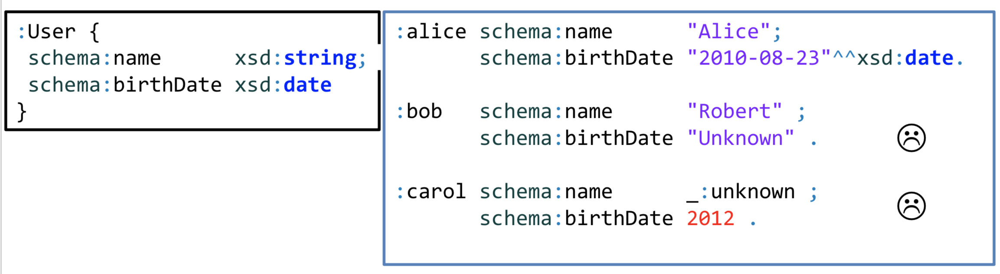 :User {
schema:name xsd:string;
schema:birthDate xsd:date
}
:alice schema:name "Alice";
schema:birthDate "2010-08-23"^^xsd:date.
:bob schema:name "Robert" ;
schema:birthDate "Unknown" .
:carol schema:name _:unknown ;
schema:birthDate 2012 .